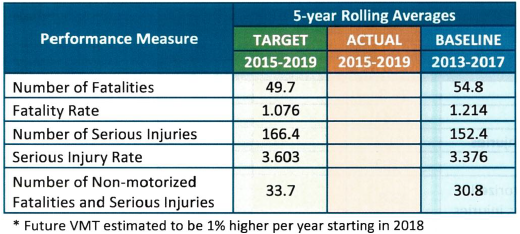 5-year Rolling Averages
Performance Measure TARGET ACTUAL BASELINE
2015-2019 2015-2019 2013-2017
Number of Fatalities 49.7 54.8
Fatality Rate 1.076 1.214
Number of Serious Injuries 166.4 152.4
Serious Injury Rate 3.603 3.376
Number of Non-motorized
Fatalities and Serious Injuries 33.7 30.8
* Future VMT estimated to be 1% higher per year starting in 2018